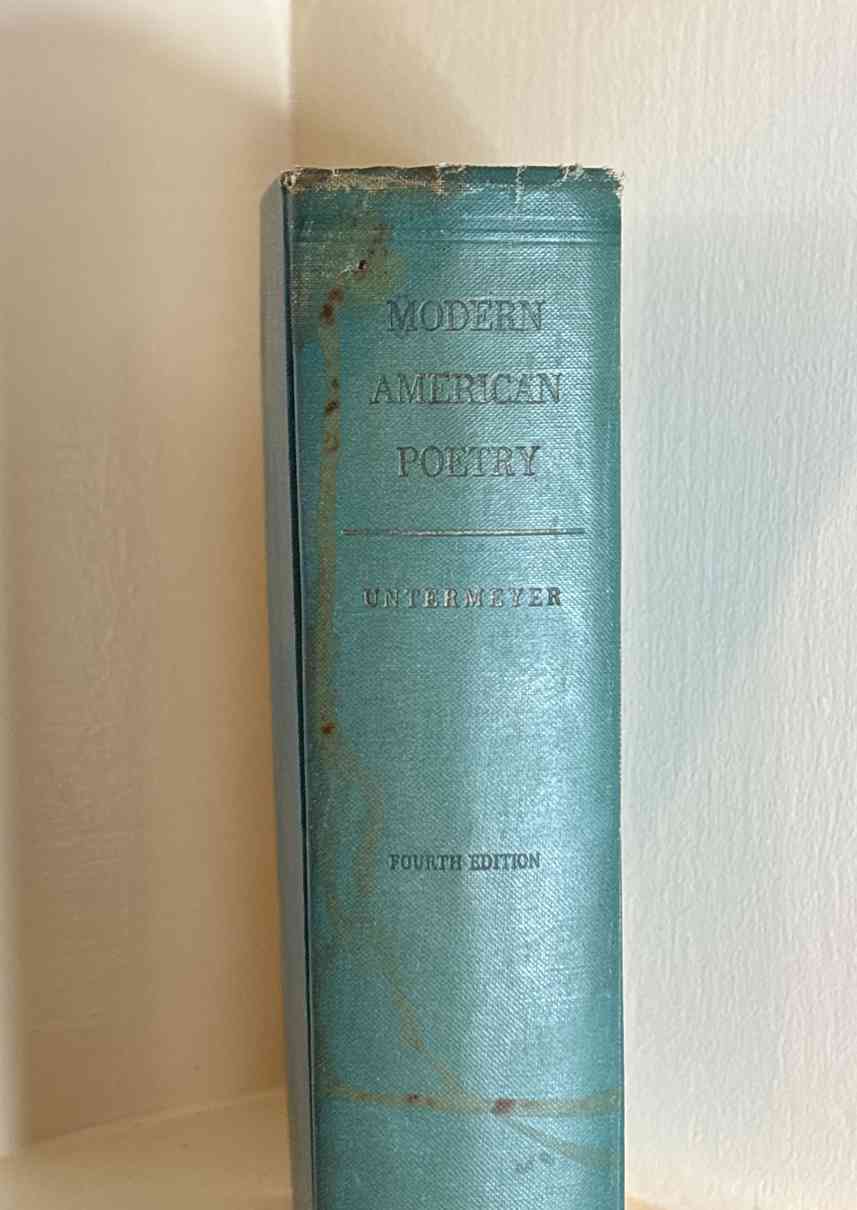 MODERN
AMERICAN
POETRY
UNTERMEYER
FOURTH EDITION